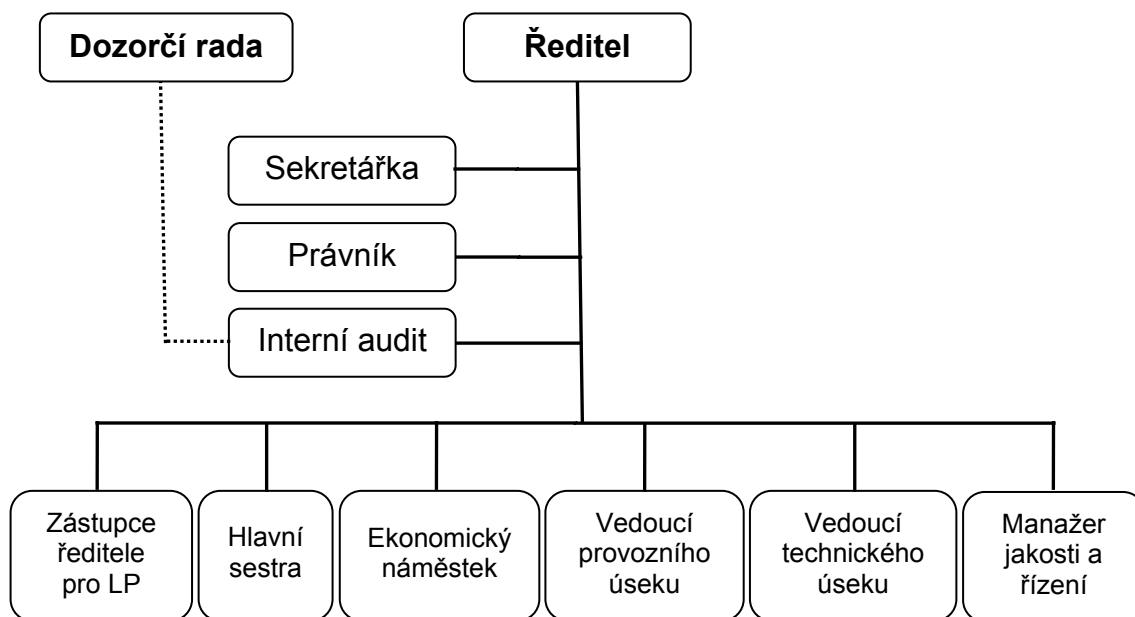 Dozorčí rada
Ředitel
Sekretářka
Právník
Interní audit
Zástupce
ředitele
pro LP
Hlavní
sestra
Ekonomický
náměstek
Vedoucí
provozního
úseku
Vedoucí
technického
úseku
Manažer
jakosti a
řízení